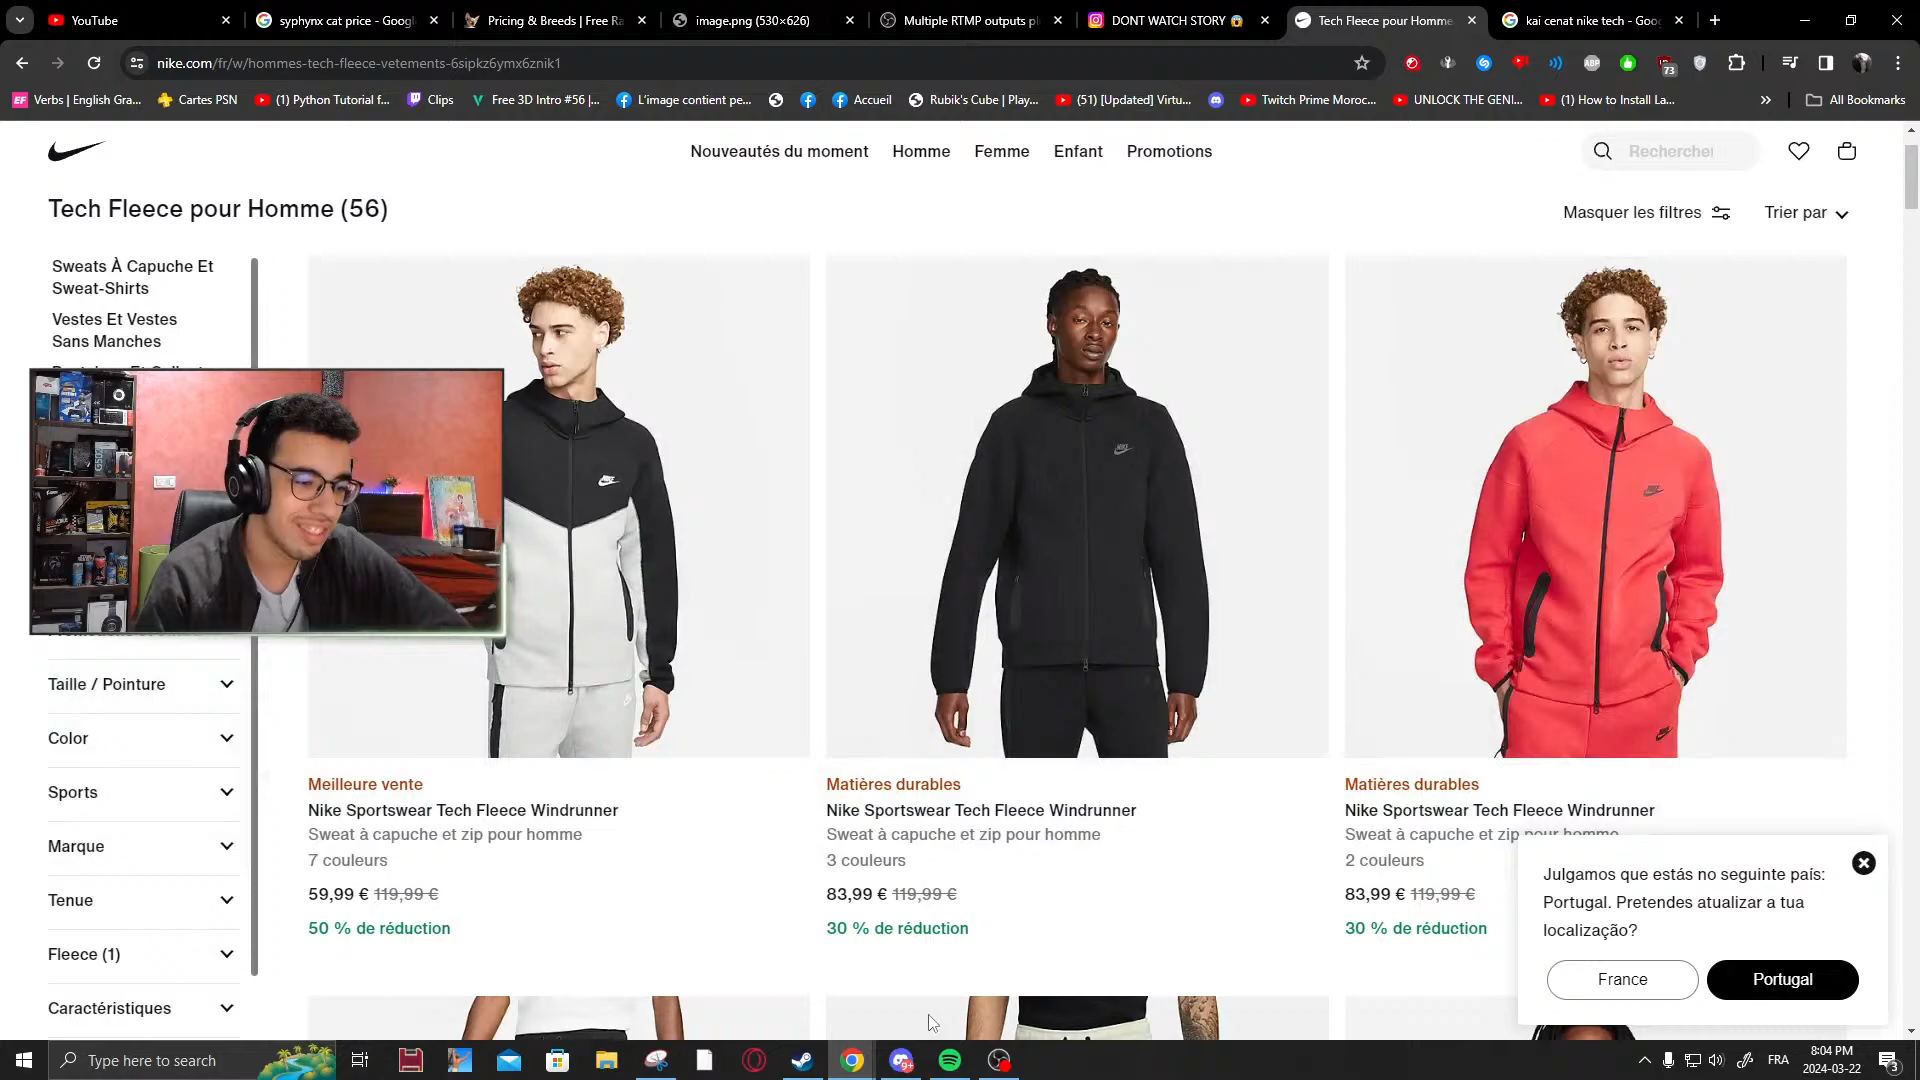 YouTube
syphynx cat price - Goog
Pricing & Breeds | Free Ra
image.png (530×626)
Multiple RTMP outputs pl
DONT WATCH STORY 😱
Tech Fleece pour Homme
kai cenat nike tech - Goo
nike.com/fr/w/hommes-tech-fleece-vetements-6sipkz6ymx6znik1
ABP
73
EF Verbs | English Gra...
Cartes PSN
(1) Python Tutorial f...
Clips
Free 3D Intro #56 |...
L'image contient pe...
Accueil
Rubik's Cube | Play...
(51) [Updated] Virtu...
Twitch Prime Moroc...
UNLOCK THE GENI...
(1) How to Install La...
All Bookmarks
Nouveautés du moment
Homme
Femme
Enfant
Promotions
Rechercher
Tech Fleece pour Homme (56)
Masquer les filtres
Trier par
Sweats À Capuche Et
Sweat-Shirts
Vestes Et Vestes
Sans Manches
Taille / Pointure
Color
Sports
Marque
Tenue
Fleece (1)
Caractéristiques
Meilleure vente
Nike Sportswear Tech Fleece Windrunner
Sweat à capuche et zip pour homme
7 couleurs
59,99 € 119,99 €
50 % de réduction
Matières durables
Nike Sportswear Tech Fleece Windrunner
Sweat à capuche et zip pour homme
3 couleurs
83,99 € 119,99 €
30 % de réduction
Matières durables
Nike Sportswear Tech Fleece Windrunner
Sweat à capuche et zip pour homme
2 couleurs
83,99 € 119,99 €
30 % de réduction
Julgamos que estás no seguinte país:
Portugal. Pretendes atualizar a tua
localização?
France
Portugal
Type here to search
9+
FRA
8:04 PM
2024-03-22
3